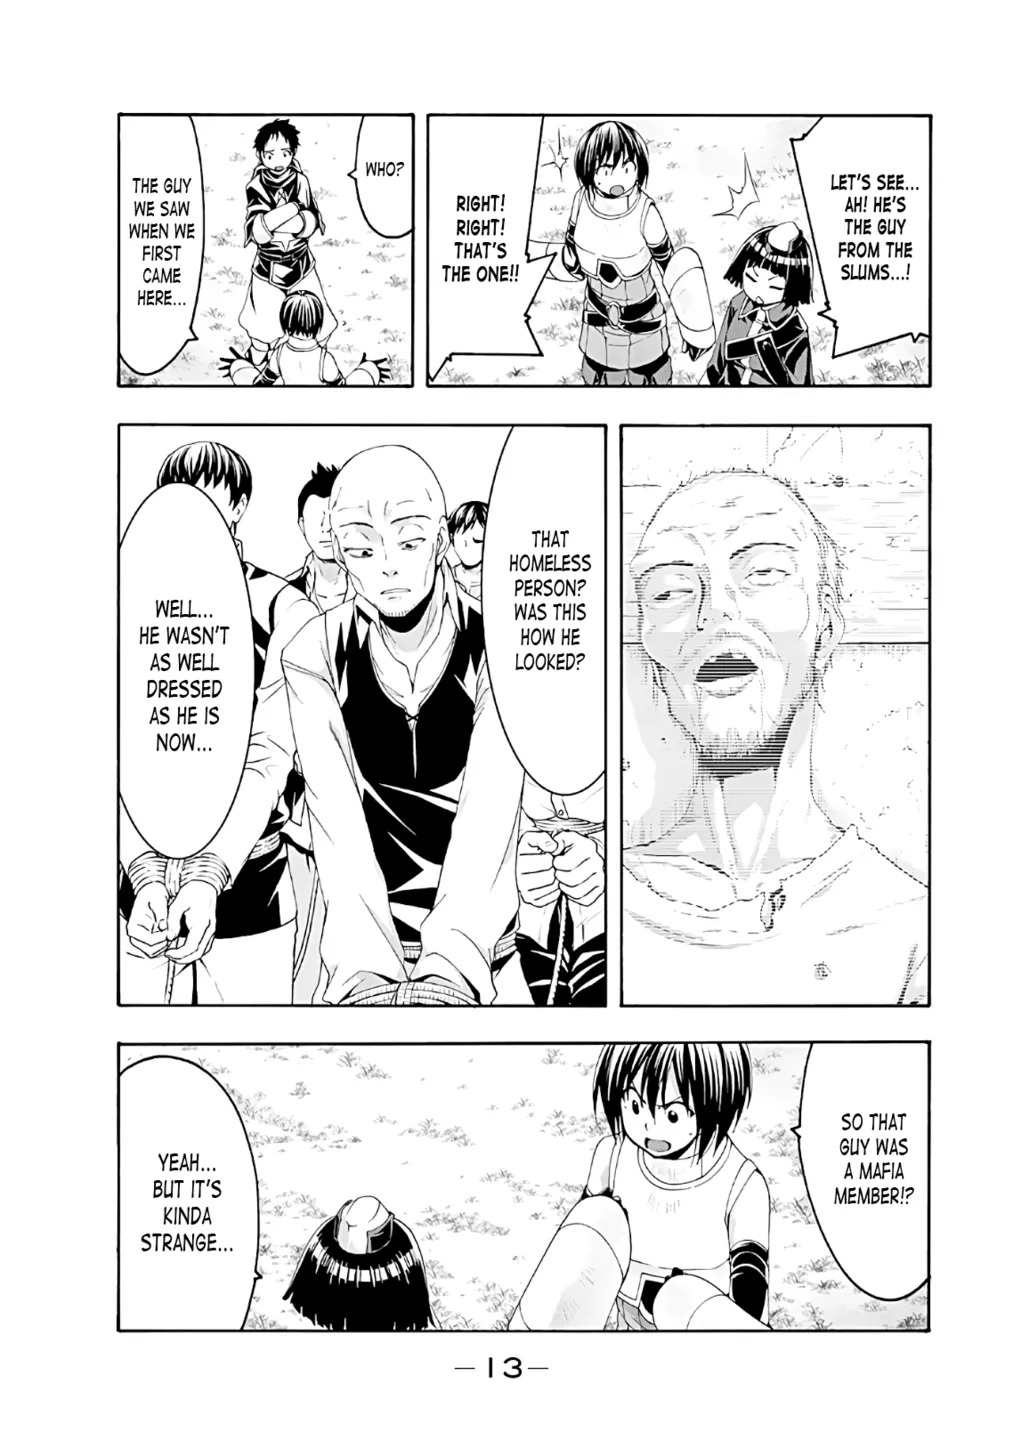 LET'S SEE...
AH! HE'S
THE GUY
FROM THE
SLUMS...!
RIGHT!
RIGHT!
THAT'S
THE ONE!!
WHO?
THE GUY
WE SAW
WHEN WE
FIRST
CAME
HERE...
THAT
HOMELESS
PERSON?
WAS THIS
HOW HE
LOOKED?
WELL...
HE WASN'T
AS WELL
DRESSED
AS HE IS
NOW...
SO THAT
GUY WAS
A MAFIA
MEMBER!?
YEAH...
BUT IT'S
KINDA
STRANGE...
—13—